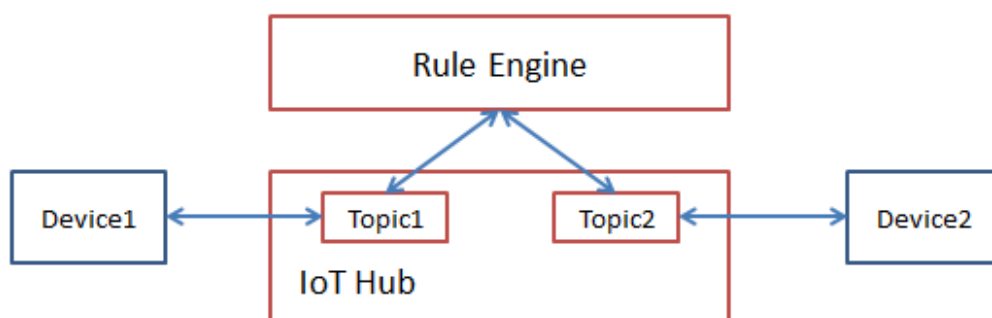 Rule Engine
Device1
Topic1
Topic2
Device2
IoT Hub